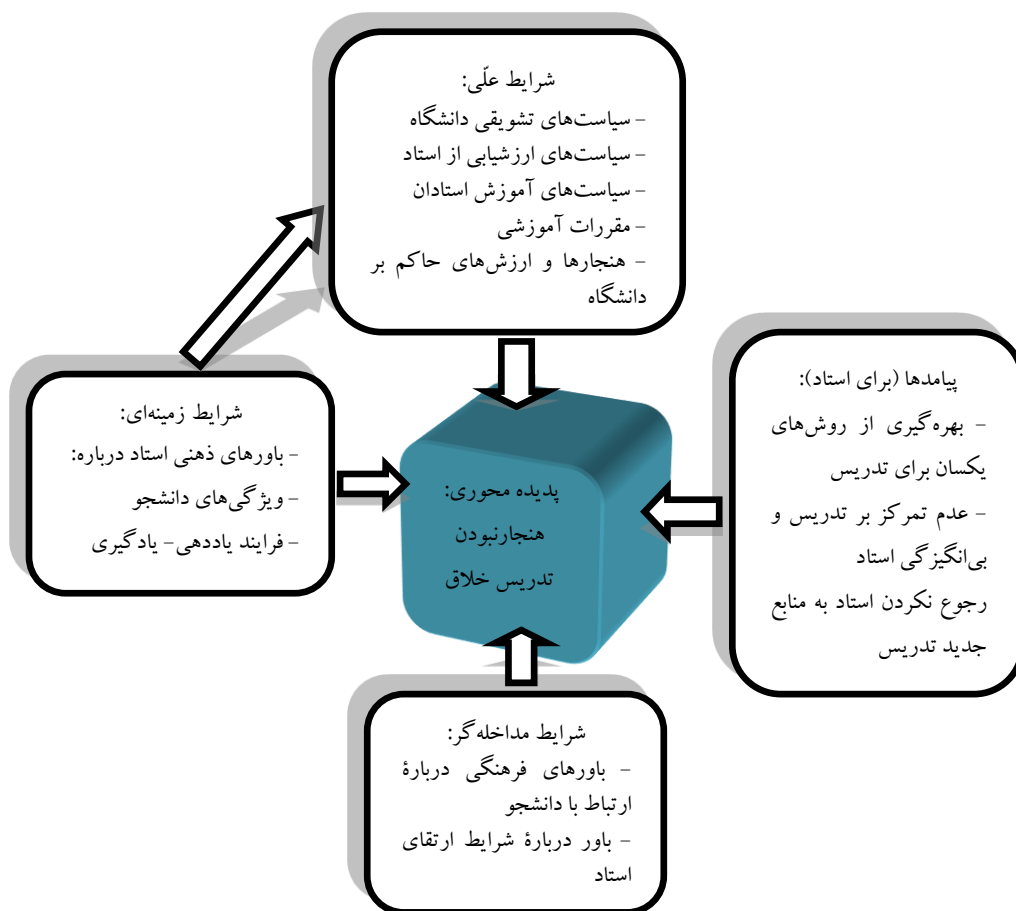 شرایط علّی:
– سیاست‌های تشویقی دانشگاه
– سیاست‌های ارزشیابی از استاد
– سیاست‌های آموزش استادان
– مقررات آموزشی
– هنجارها و ارزش‌های حاکم بر
دانشگاه
پیامدها (برای استاد):
– بهره‌گیری از روش‌های
یکسان برای تدریس
– عدم تمرکز بر تدریس و
بی‌انگیزگی استاد
رجوع نکردن استاد به منابع
جدید تدریس
پدیده محوری:
هنجارنبودن
تدریس خلاق
شرایط زمینه‌ای:
– باورهای ذهنی استاد درباره:
– ویژگی‌های دانشجو
– فرایند یاددهی– یادگیری
شرایط مداخله‌گر:
– باورهای فرهنگی دربارهٔ
ارتباط با دانشجو
– باور دربارهٔ شرایط ارتقای
استاد